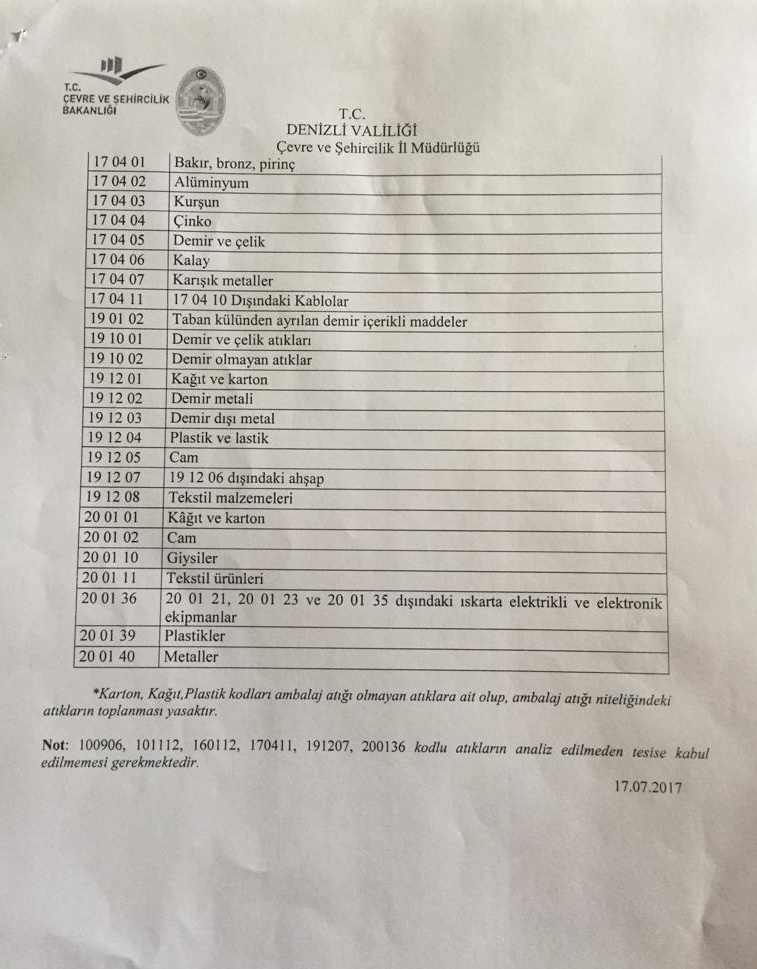 T.C.
ÇEVRE VE ŞEHİRCİLİK
BAKANLIĞI
T.C.
DENİZLİ VALİLİĞİ
Çevre ve Şehircilik İl Müdürlüğü
17 04 01 Bakır, bronz, pirinç
17 04 02 Alüminyum
17 04 03 Kurşun
17 04 04 Çinko
17 04 05 Demir ve çelik
17 04 06 Kalay
17 04 07 Karışık metaller
17 04 11 17 04 10 Dışındaki Kablolar
19 01 02 Taban külünden ayrılan demir içerikli maddeler
19 10 01 Demir ve çelik atıkları
19 10 02 Demir olmayan atıklar
19 12 01 Kağıt ve karton
19 12 02 Demir metali
19 12 03 Demir dışı metal
19 12 04 Plastik ve lastik
19 12 05 Cam
19 12 07 19 12 06 dışındaki ahşap
19 12 08 Tekstil malzemeleri
20 01 01 Kâğıt ve karton
20 01 02 Cam
20 01 10 Giysiler
20 01 11 Tekstil ürünleri
20 01 36 20 01 21, 20 01 23 ve 20 01 35 dışındaki ıskarta elektrikli ve elektronik
ekipmanlar
20 01 39 Plastikler
20 01 40 Metaller
*Karton, Kağıt,Plastik kodları ambalaj atığı olmayan atıklara ait olup, ambalaj atığı niteliğindeki
atıkların toplanması yasaktır.
Not: 100906, 101112, 160112, 170411, 191207, 200136 kodlu atıkların analiz edilmeden tesise kabul
edilmemesi gerekmektedir.
17.07.2017